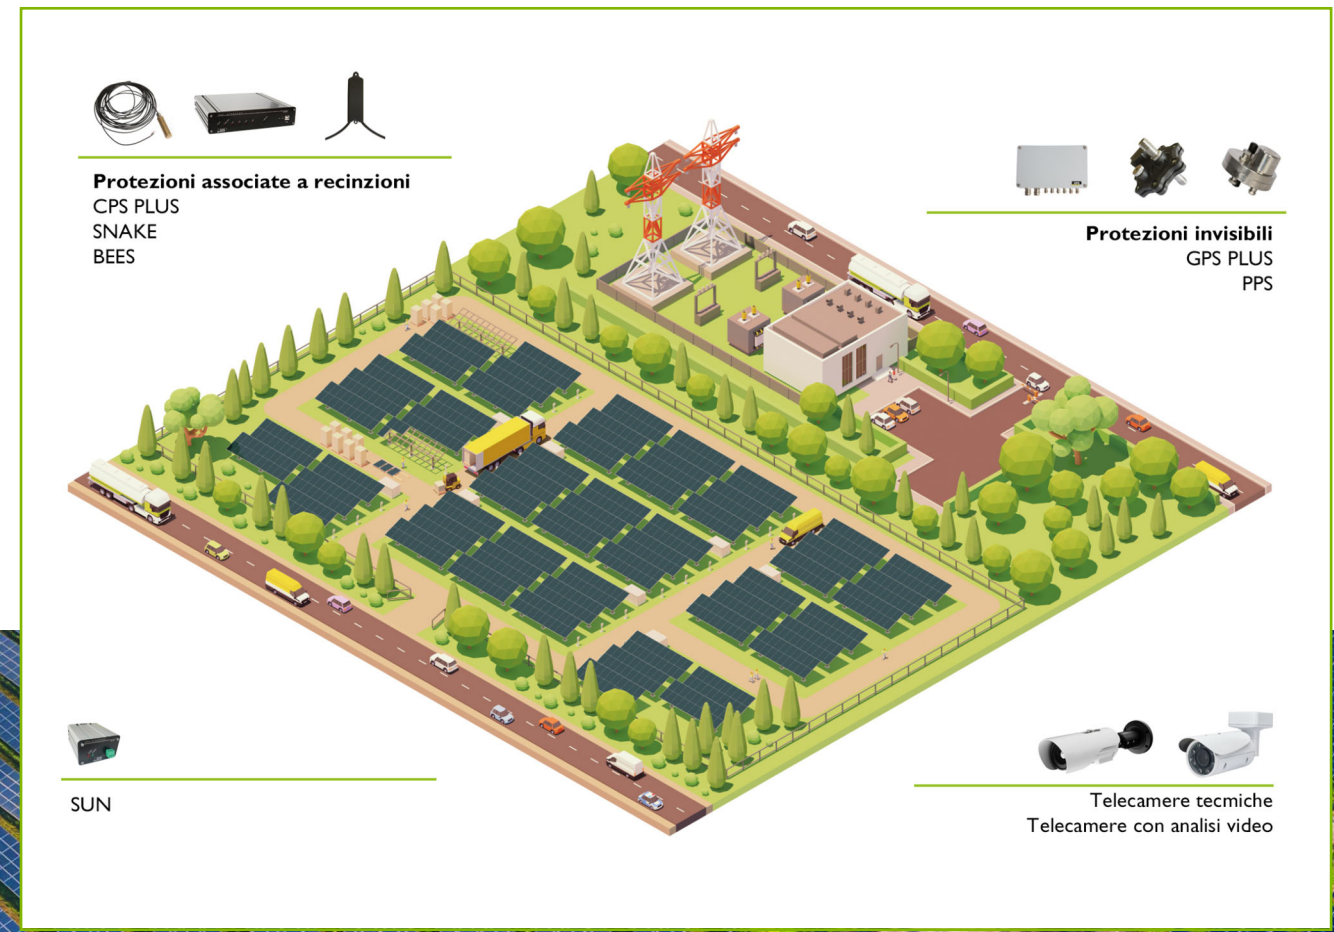 Protezioni associate a recinzioni
CPS PLUS
SNAKE
BEES
Protezioni invisibili
GPS PLUS
PPS
SUN
Telecamere tecmiche
Telecamere con analisi video